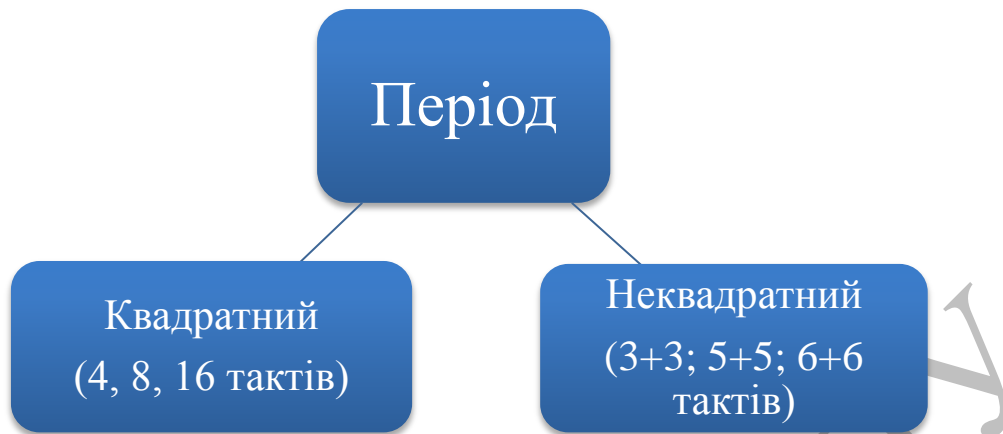 Період
Квадратний
(4, 8, 16 тактів)
Неквадратний
(3+3; 5+5; 6+6
тактів)